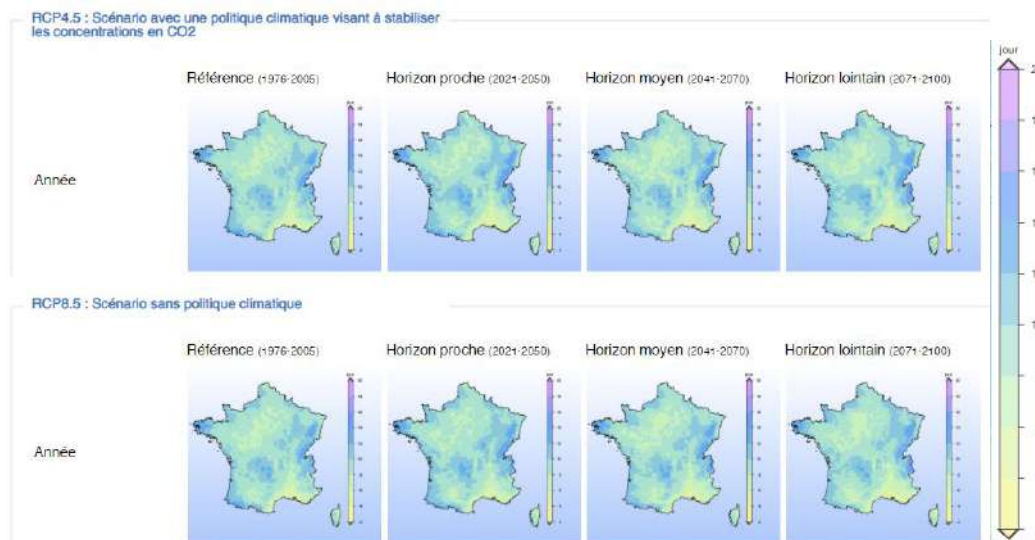 RCP4.5 : Scénario avec une politique climatique visant à stabiliser
les concentrations en CO2
jour
Référence (1976-2005) Horizon proche (2021-2050) Horizon moyen (2041-2070) Horizon lointain (2071-2100)
Année
RCP8.5 : Scénario sans politique climatique
Référence (1976-2005) Horizon proche (2021-2050) Horizon moyen (2041-2070) Horizon lointain (2071-2100)
Année